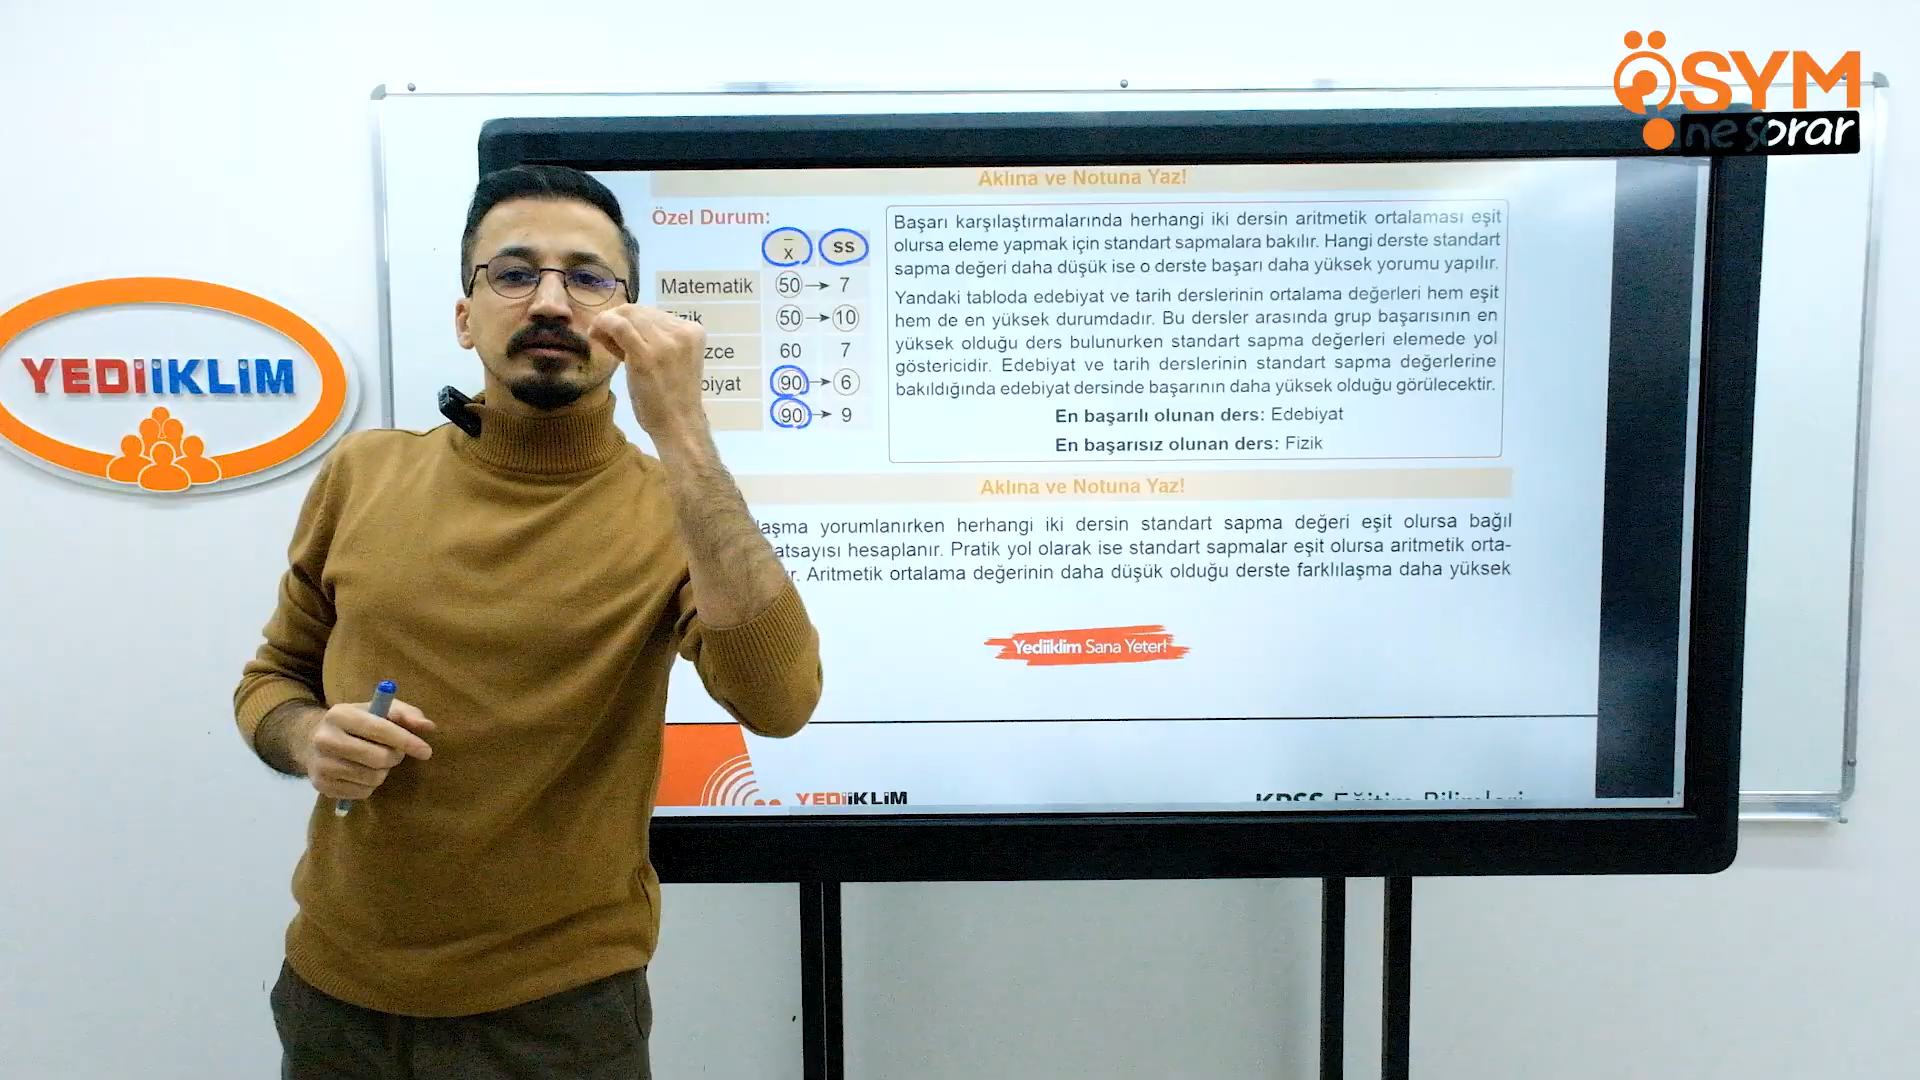 ÖSYM
ne sorar
YEDİİKLİM
Aklına ve Notuna Yaz!
Özel Durum:
x ss
Matematik 50 7
50 10
60 7
90 6
90 9
Başarı karşılaştırmalarında herhangi iki dersin aritmetik ortalaması eşit
olursa eleme yapmak için standart sapmalara bakılır. Hangi derste standart
sapma değeri daha düşük ise o derste başarı daha yüksek yorumu yapılır.
Yandaki tabloda edebiyat ve tarih derslerinin ortalama değerleri hem eşit
hem de en yüksek durumdadır. Bu dersler arasında grup başarısının en
yüksek olduğu ders bulunurken standart sapma değerleri elemede yol
göstericidir. Edebiyat ve tarih derslerinin standart sapma değerlerine
bakıldığında edebiyat dersinde başarının daha yüksek olduğu görülecektir.
En başarılı olunan ders: Edebiyat
En başarısız olunan ders: Fizik
Aklına ve Notuna Yaz!
yorumlanırken herhangi iki dersin standart sapma değeri eşit olursa bağıl
hesaplanır. Pratik yol olarak ise standart sapmalar eşit olursa aritmetik orta-
Aritmetik ortalama değerinin daha düşük olduğu derste farklılaşma daha yüksek
Yediiklim Sana Yeter!
YEDİİKLİM
KPSS Eğitim Bilimleri